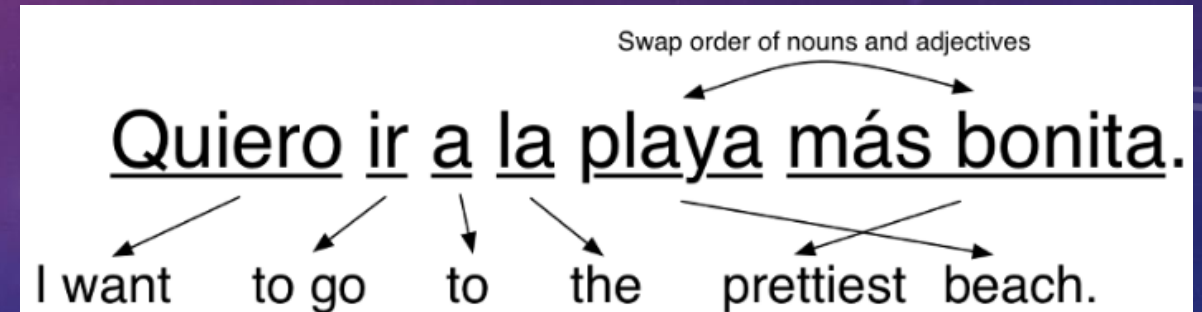 Swap order of nouns and adjectives
Quiero ir a la playa más bonita.
I want to go to the prettiest beach.